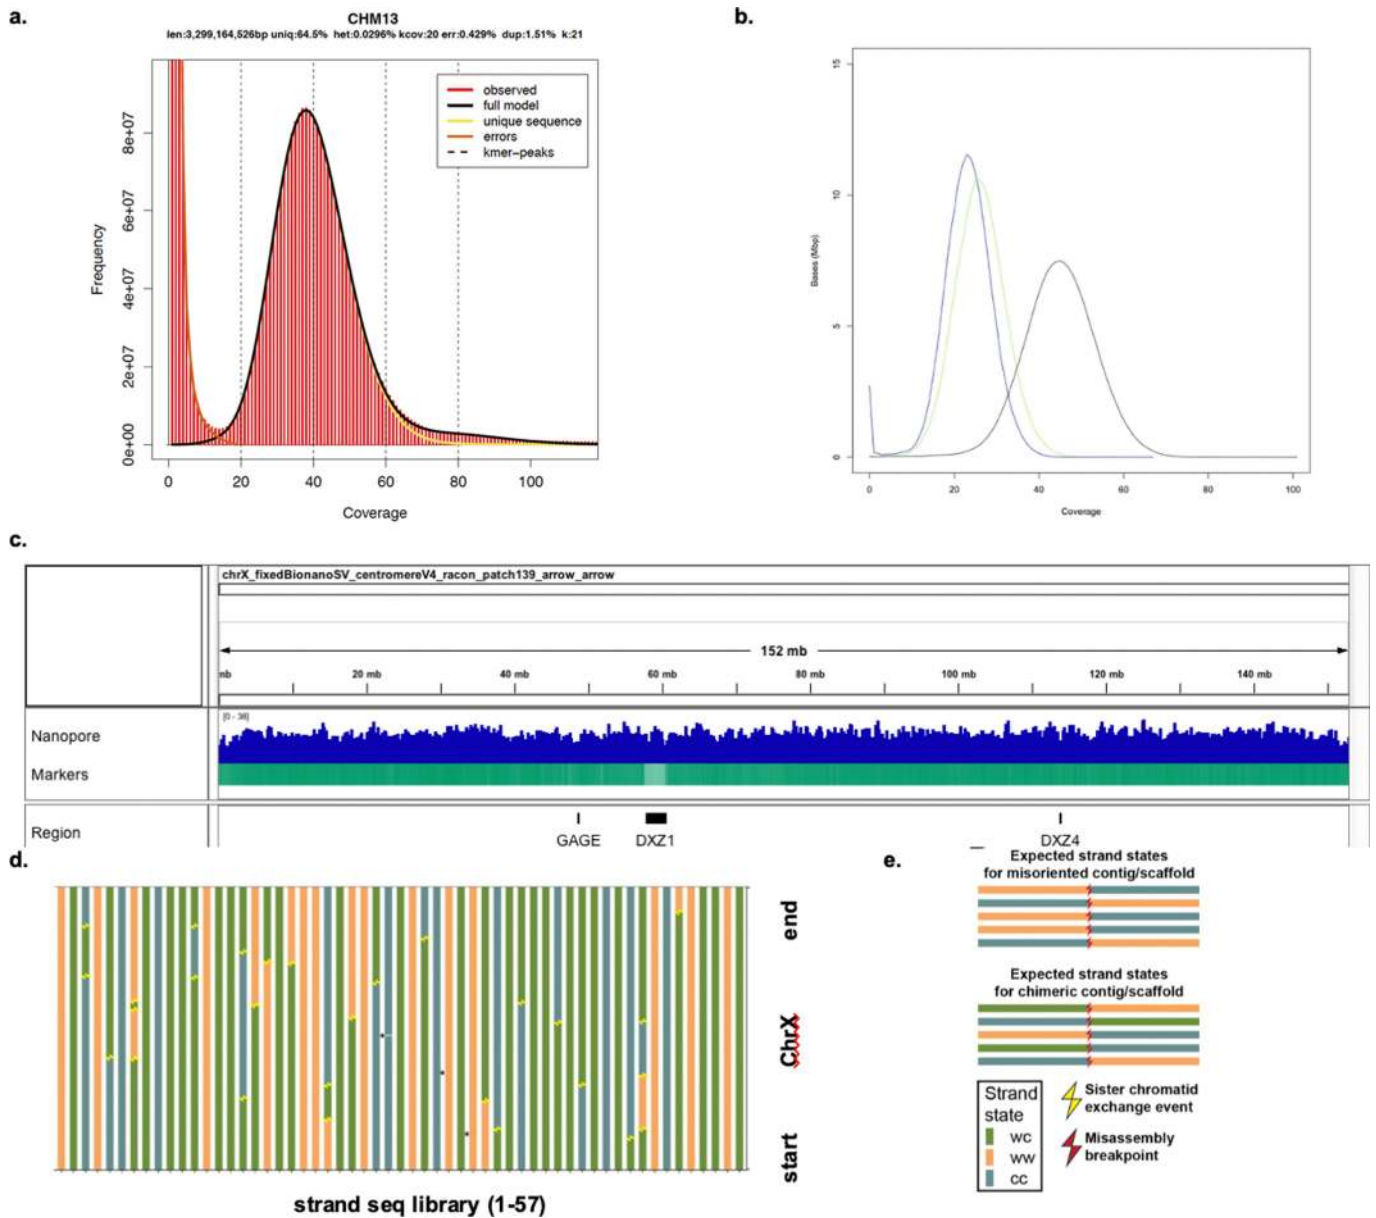 a.
CHM13
len:3,299,164,526bp uniq:64.5% het:0.0296% kcov:20 err:0.429% dup:1.51% k:21
observed
full model
unique sequence
errors
kmer-peaks
Frequency
0e+00 2e+07 4e+07 6e+07 8e+07
0 20 40 60 80 100
Coverage
b.
Bases (Mbp)
0 5 10 15
0 20 40 60 80 100
Coverage
c.
chrX_fixedBionanoSV_centromereV4_racon_patch139_arrow_arrow
152 mb
nb 20 mb 40 mb 60 mb 80 mb 100 mb 120 mb 140 mb
[0 - 38]
Nanopore
Markers
Region
GAGE DXZ1 DXZ4
d.
end
ChrX
start
strand seq library (1-57)
e.
Expected strand states
for misoriented contig/scaffold
Expected strand states
for chimeric contig/scaffold
Strand
state
wc
ww
cc
Sister chromatid
exchange event
Misassembly
breakpoint